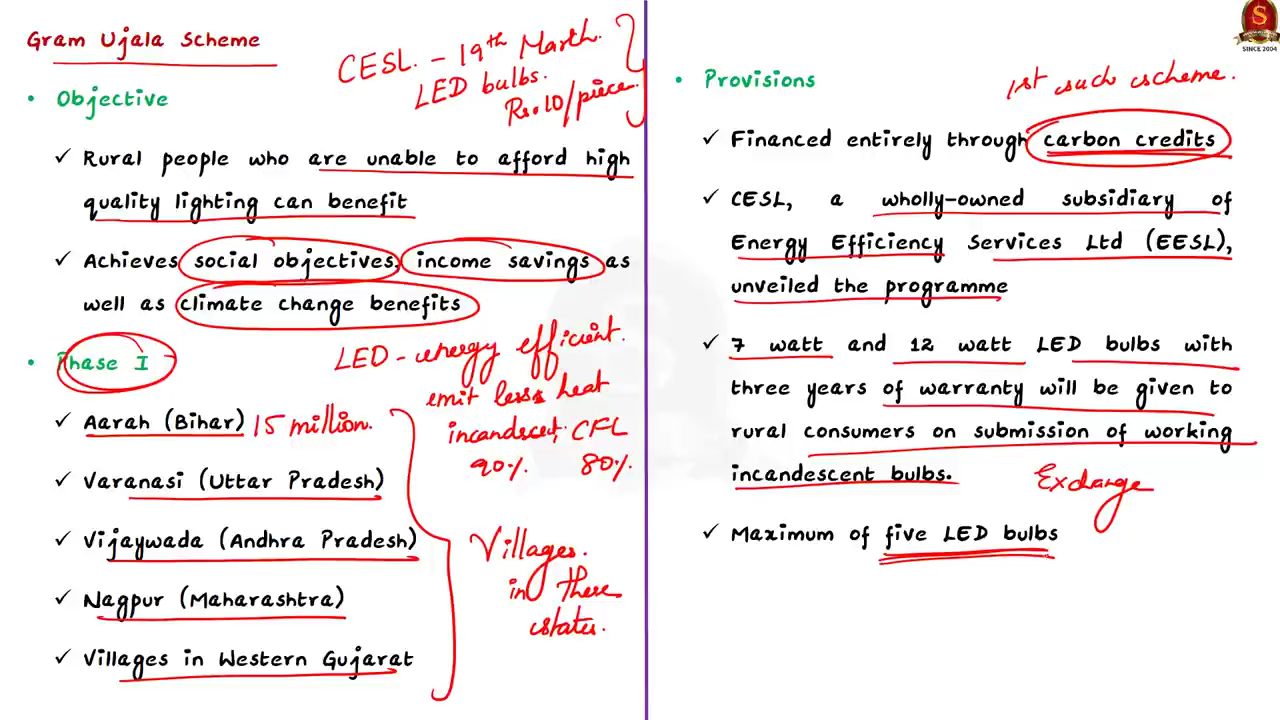 Gram Ujala Scheme
CESL - 19th March.
LED bulbs.
Rs.10/piece
• Objective
✓ Rural people who are unable to afford high
quality lighting can benefit
✓ Achieves social objectives, income savings as
well as climate change benefits
LED - energy efficient.
emit less heat
incandscent, CFL
90%. 80%.
• Phase I
✓ Aarah (Bihar) 15 million.
✓ Varanasi (Uttar Pradesh)
✓ Vijaywada (Andhra Pradesh)
✓ Nagpur (Maharashtra)
✓ Villages in Western Gujarat
Villages.
in these
states.
S
SINCE 2004
• Provisions
1st such scheme.
✓ Financed entirely through carbon credits
✓ CESL, a wholly-owned subsidiary of
Energy Efficiency Services Ltd (EESL),
unveiled the programme
✓ 7 watt and 12 watt LED bulbs with
three years of warranty will be given to
rural consumers on submission of working
incandescent bulbs.
Exchange
✓ Maximum of five LED bulbs